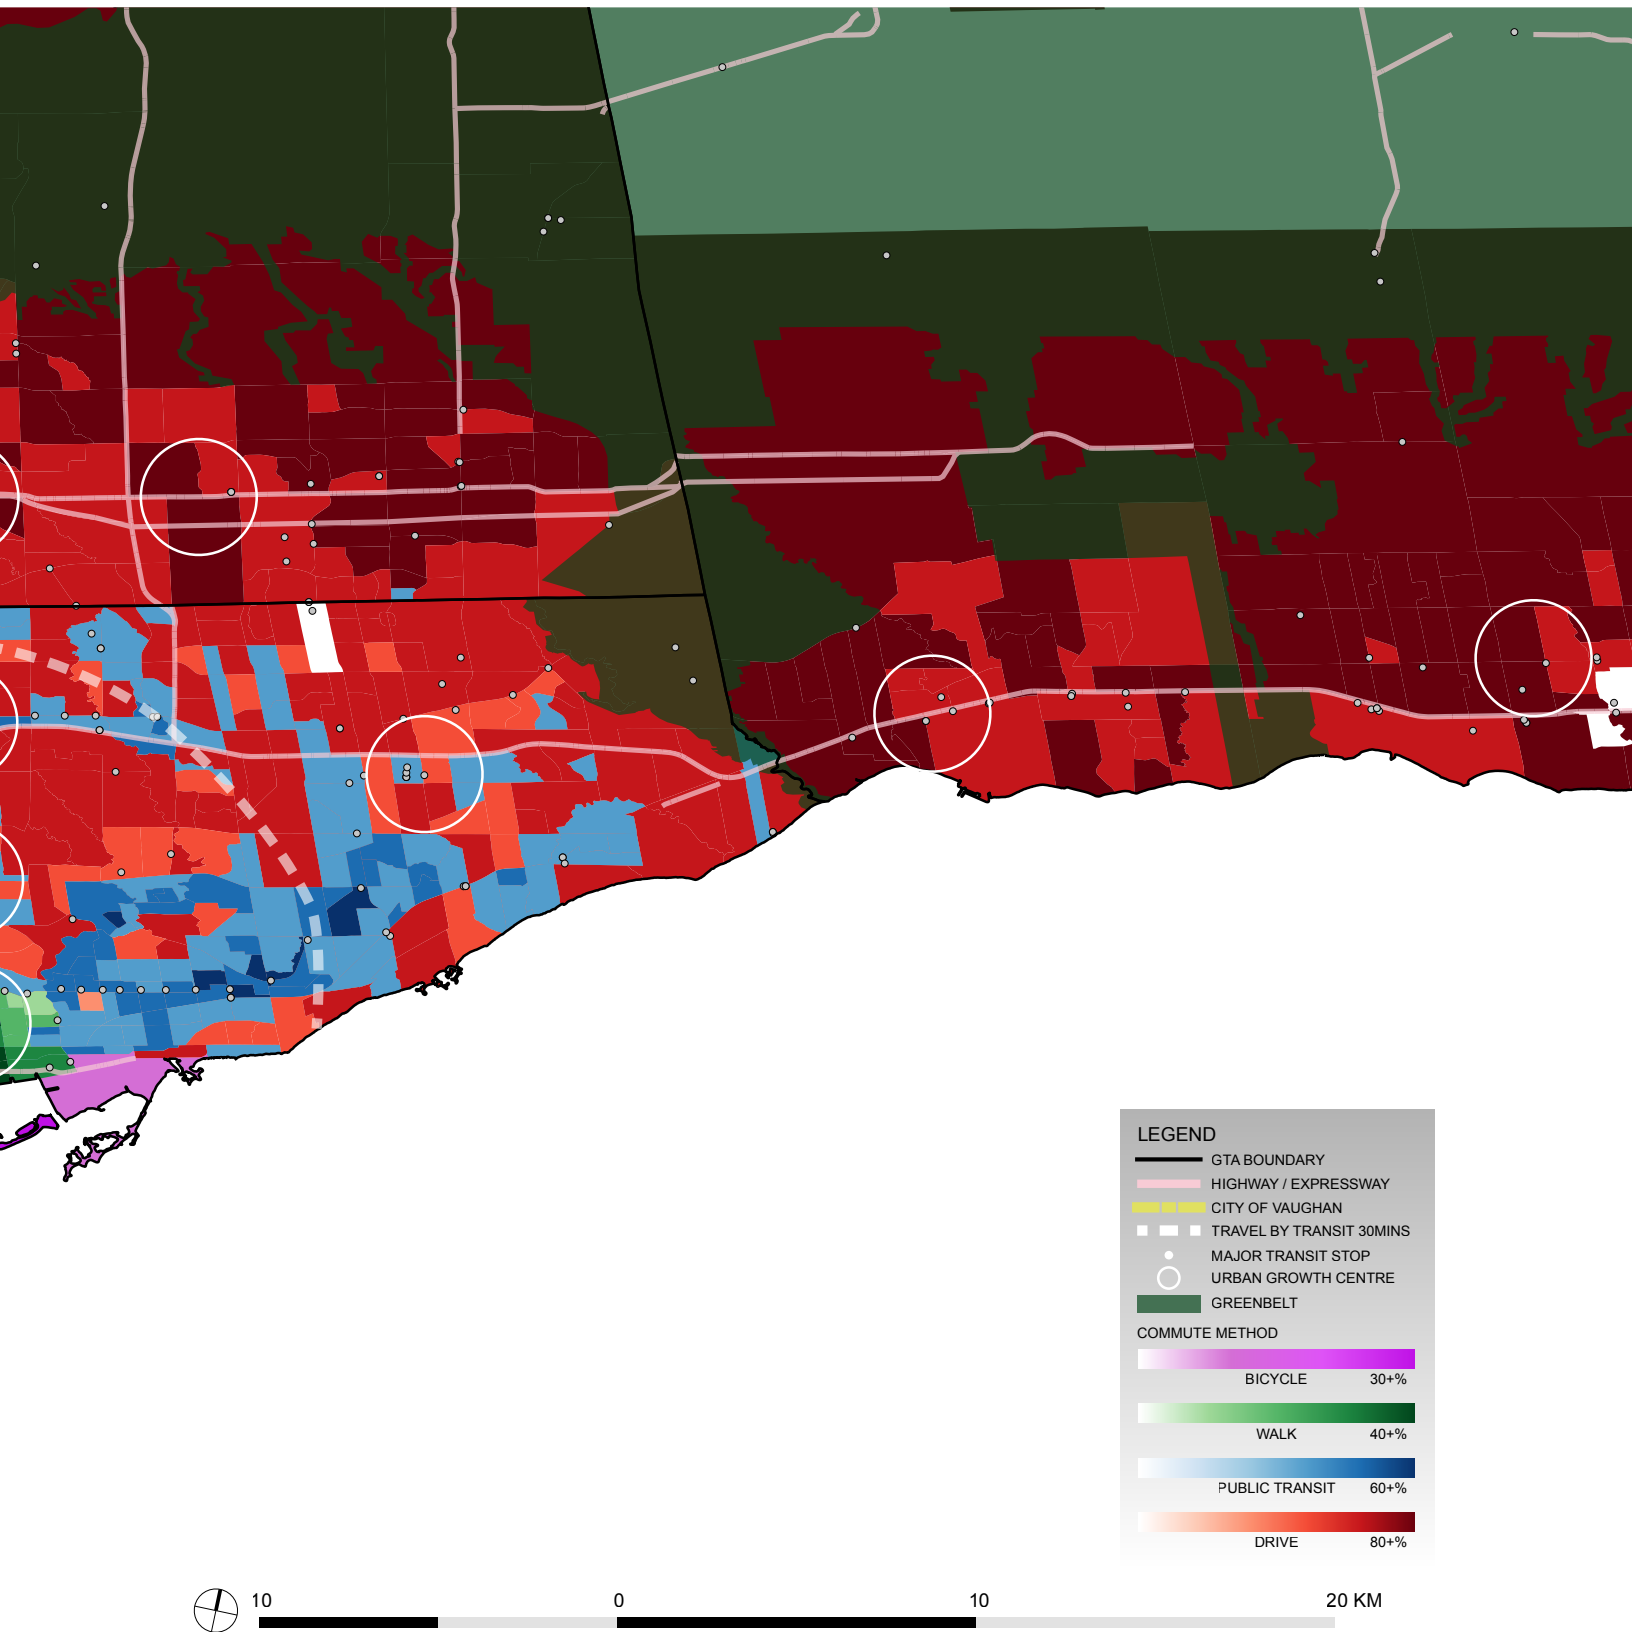 LEGEND
GTA BOUNDARY
HIGHWAY / EXPRESSWAY
CITY OF VAUGHAN
TRAVEL BY TRANSIT 30MINS
MAJOR TRANSIT STOP
URBAN GROWTH CENTRE
GREENBELT
COMMUTE METHOD
BICYCLE 30+%
WALK 40+%
PUBLIC TRANSIT 60+%
DRIVE 80+%
10 0 10 20 KM